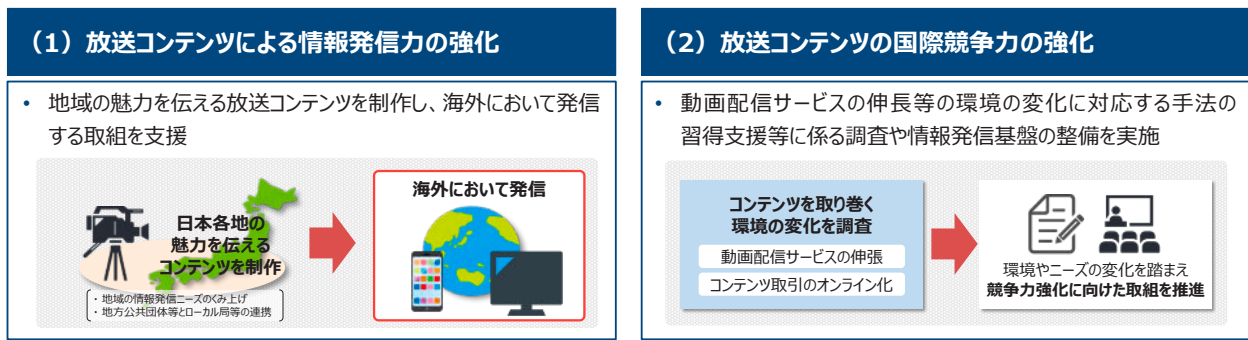 （1）放送コンテンツによる情報発信力の強化
• 地域の魅力を伝える放送コンテンツを制作し、海外において発信
する取組を支援
日本各地の
魅力を伝える
コンテンツを制作
・地域の情報発信ニーズのくみ上げ
・地方公共団体等とローカル局等の連携
海外において発信
（2）放送コンテンツの国際競争力の強化
• 動画配信サービスの伸長等の環境の変化に対応する手法の
習得支援等に係る調査や情報発信基盤の整備を実施
コンテンツを取り巻く
環境の変化を調査
動画配信サービスの伸張
コンテンツ取引のオンライン化
環境やニーズの変化を踏まえ
競争力強化に向けた取組を推進